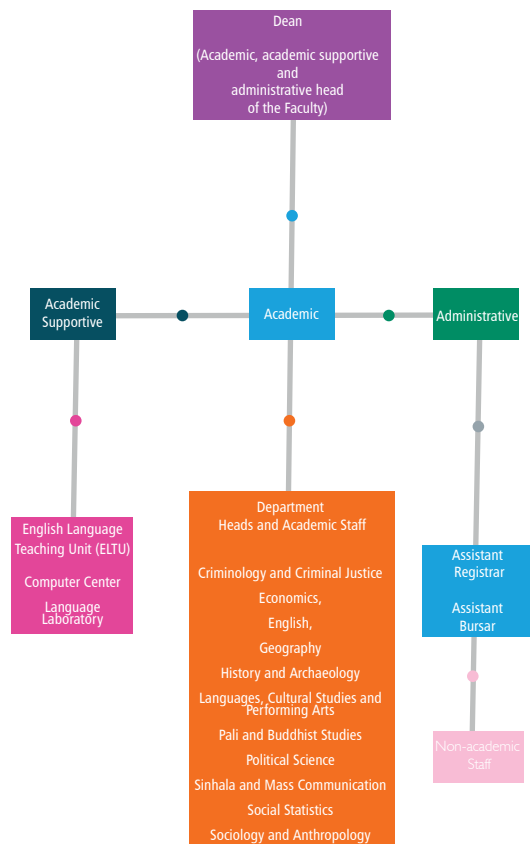 Dean
(Academic, academic supportive
and
administrative head
of the Faculty)
Academic
Supportive
Academic
Administrative
English Language
Teaching Unit (ELTU)
Computer Center
Language
Laboratory
Department
Heads and Academic Staff
Criminology and Criminal Justice
Economics,
English,
Geography
History and Archaeology
Languages, Cultural Studies and
Performing Arts
Pali and Buddhist Studies
Political Science
Sinhala and Mass Communication
Social Statistics
Sociology and Anthropology
Assistant
Registrar
Assistant
Bursar
Non-academic
Staff